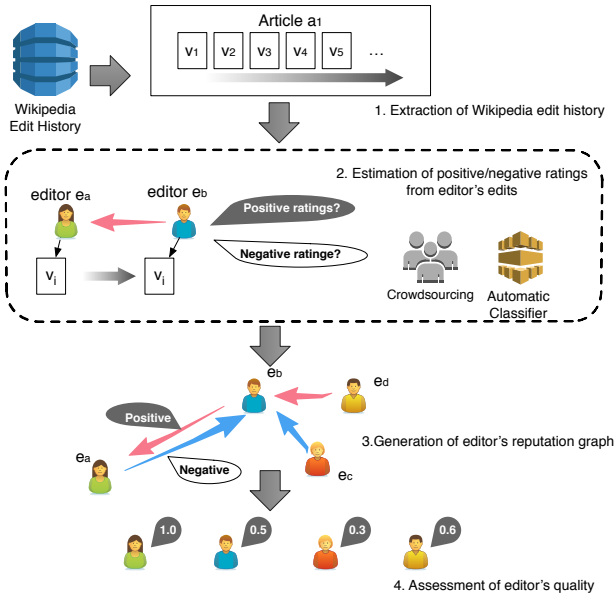 Article a1
v1 v2 v3 v4 v5 ...
Wikipedia
Edit History
1. Extraction of Wikipedia edit history
2. Estimation of positive/negative ratings
from editor's edits
editor ea
editor eb
Positive ratings?
Negative ratinge?
vi
vi
Crowdsourcing
Automatic
Classifier
eb
ed
Positive
3.Generation of editor's reputation graph
ea
Negative
ec
1.0
0.5
0.3
0.6
4. Assessment of editor's quality